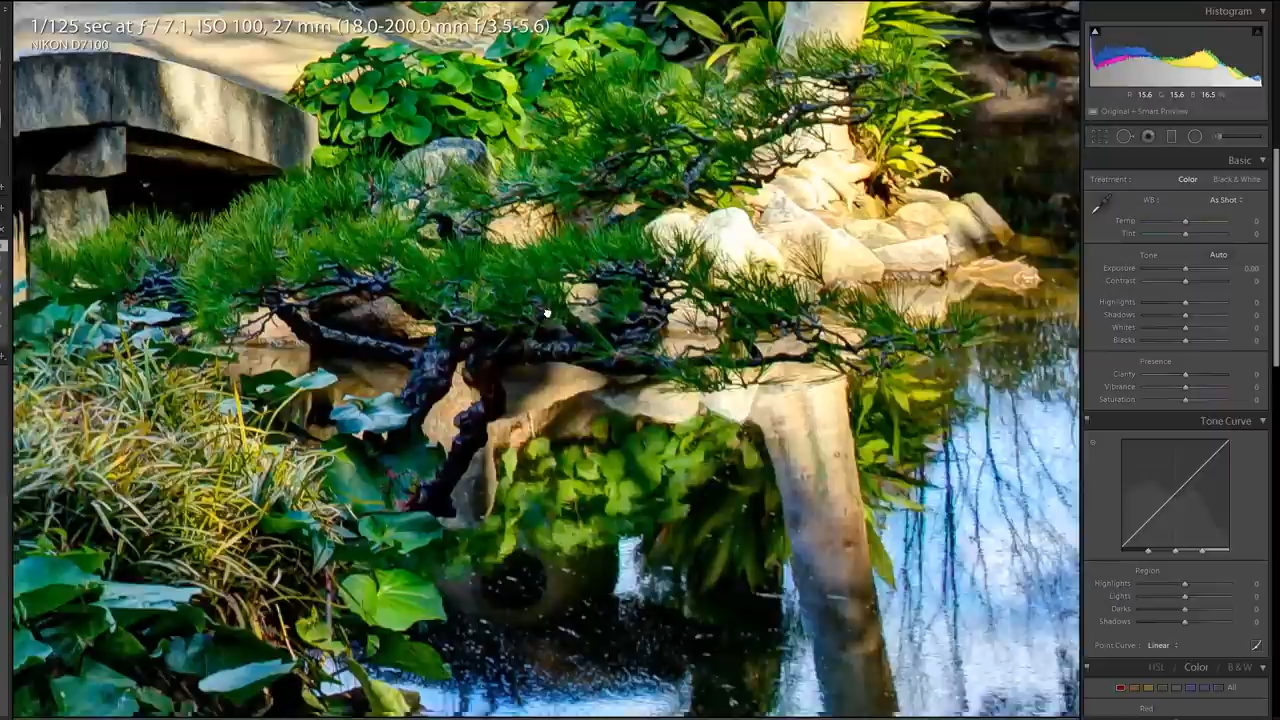 1/125 sec at ƒ / 7.1, ISO 100, 27 mm (18.0-200.0 mm f/3.5-5.6)
NIKON D7100
Histogram
R 15.6 G 15.6 B 16.5 %
Original + Smart Preview
Basic
Treatment : Color Black & White
WB : As Shot
Temp 0
Tint 0
Tone Auto
Exposure 0.00
Contrast 0
Highlights 0
Shadows 0
Whites 0
Blacks 0
Presence
Clarity 0
Vibrance 0
Saturation 0
Tone Curve
Region
Highlights 0
Lights 0
Darks 0
Shadows 0
Point Curve : Linear
HSL / Color / B & W
All
Red